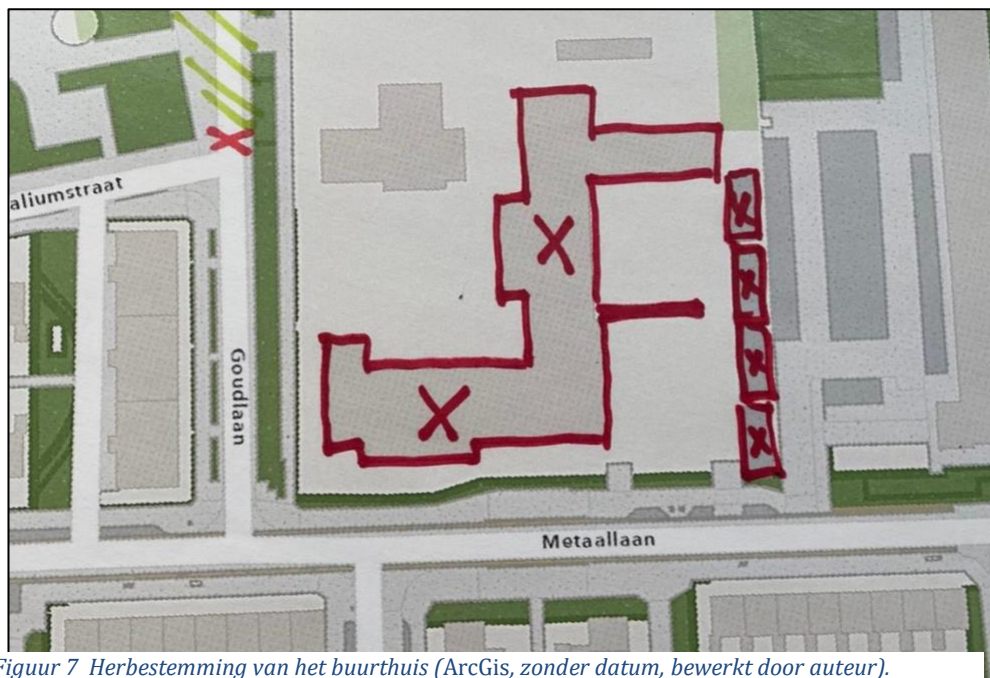 aliumstraat
Goudlaan
Metaallaan
Figuur 7 Herbestemming van het buurthuis (ArcGis, zonder datum, bewerkt door auteur).